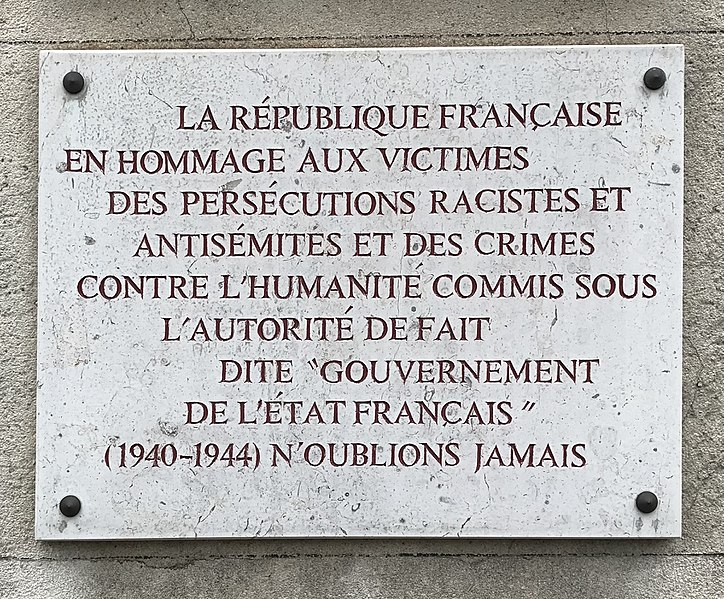 LA RÉPUBLIQUE FRANÇAISE
EN HOMMAGE AUX VICTIMES
DES PERSÉCUTIONS RACISTES ET
ANTISÉMITES ET DES CRIMES
CONTRE L'HUMANITÉ COMMIS SOUS
L'AUTORITÉ DE FAIT
DITE "GOUVERNEMENT
DE L'ÉTAT FRANÇAIS"
(1940-1944) N'OUBLIONS JAMAIS